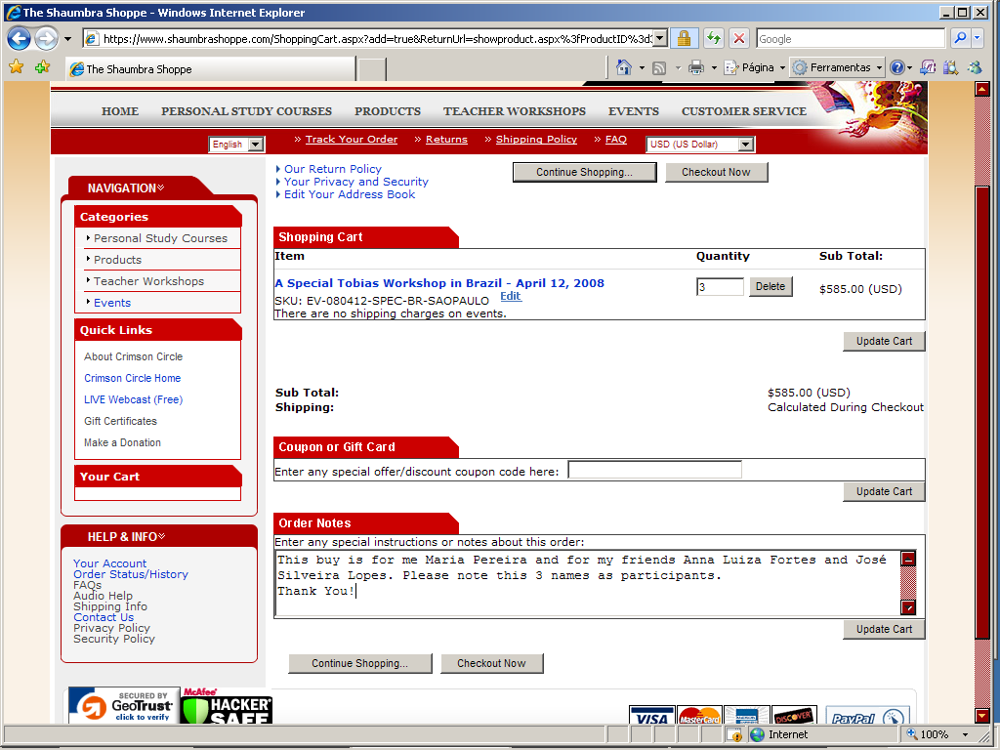 The Shaumbra Shoppe - Windows Internet Explorer
https://www.shaumbrashoppe.com/ShoppingCart.aspx?add=true&ReturnUrl=showproduct.aspx%3fProductID%3d
Google
The Shaumbra Shoppe
Página
Ferramentas
HOME PERSONAL STUDY COURSES PRODUCTS TEACHER WORKSHOPS EVENTS CUSTOMER SERVICE
English » Track Your Order » Returns » Shipping Policy » FAQ USD (US Dollar)
Our Return Policy
Your Privacy and Security
Edit Your Address Book
Continue Shopping... Checkout Now
NAVIGATION
Categories
Personal Study Courses
Products
Teacher Workshops
Events
Quick Links
About Crimson Circle
Crimson Circle Home
LIVE Webcast (Free)
Gift Certificates
Make a Donation
Your Cart
HELP & INFO
Your Account
Order Status/History
FAQs
Audio Help
Shipping Info
Contact Us
Privacy Policy
Security Policy
SECURED BY
GeoTrust
click to verify
McAfee
HACKER
SAFE
Shopping Cart
Item Quantity Sub Total:
A Special Tobias Workshop in Brazil - April 12, 2008 3 Delete $585.00 (USD)
SKU: EV-080412-SPEC-BR-SAOPAULO Edit
There are no shipping charges on events.
Update Cart
Sub Total: $585.00 (USD)
Shipping: Calculated During Checkout
Coupon or Gift Card
Enter any special offer/discount coupon code here:
Update Cart
Order Notes
Enter any special instructions or notes about this order:
This buy is for me Maria Pereira and for my friends Anna Luiza Fortes and José
Silveira Lopes. Please note this 3 names as participants.
Thank You!
Update Cart
Continue Shopping... Checkout Now
VISA MasterCard DISCOVER PayPal
Internet 100%